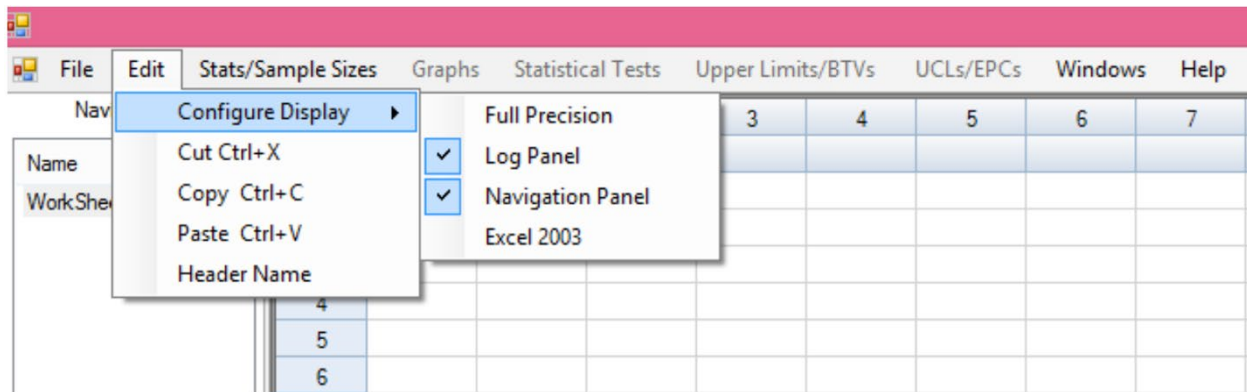 File Edit Stats/Sample Sizes Graphs Statistical Tests Upper Limits/BTVs UCLs/EPCs Windows Help
Nav
Name
WorkShee
Configure Display
Cut Ctrl+X
Copy Ctrl+C
Paste Ctrl+V
Header Name
Full Precision
Log Panel
Navigation Panel
Excel 2003
3 4 5 6 7
4
5
6